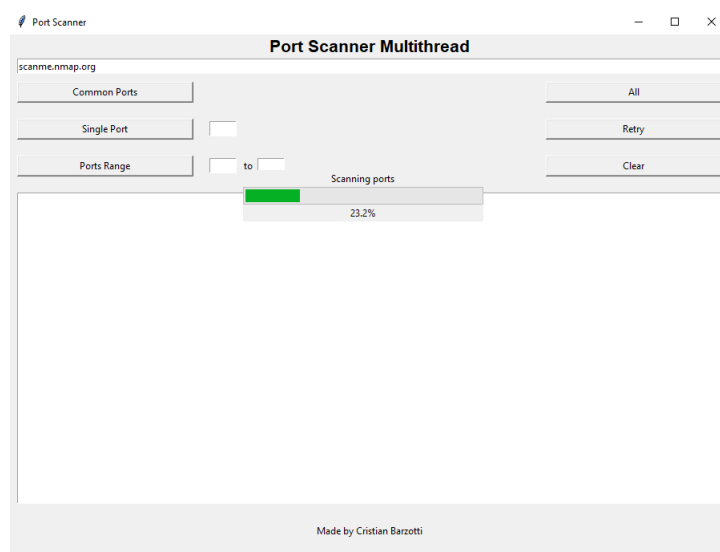 Port Scanner
Port Scanner Multithread
scanme.nmap.org
Common Ports
All
Single Port
Retry
Ports Range
to
Clear
Scanning ports
23.2%
Made by Cristian Barzotti